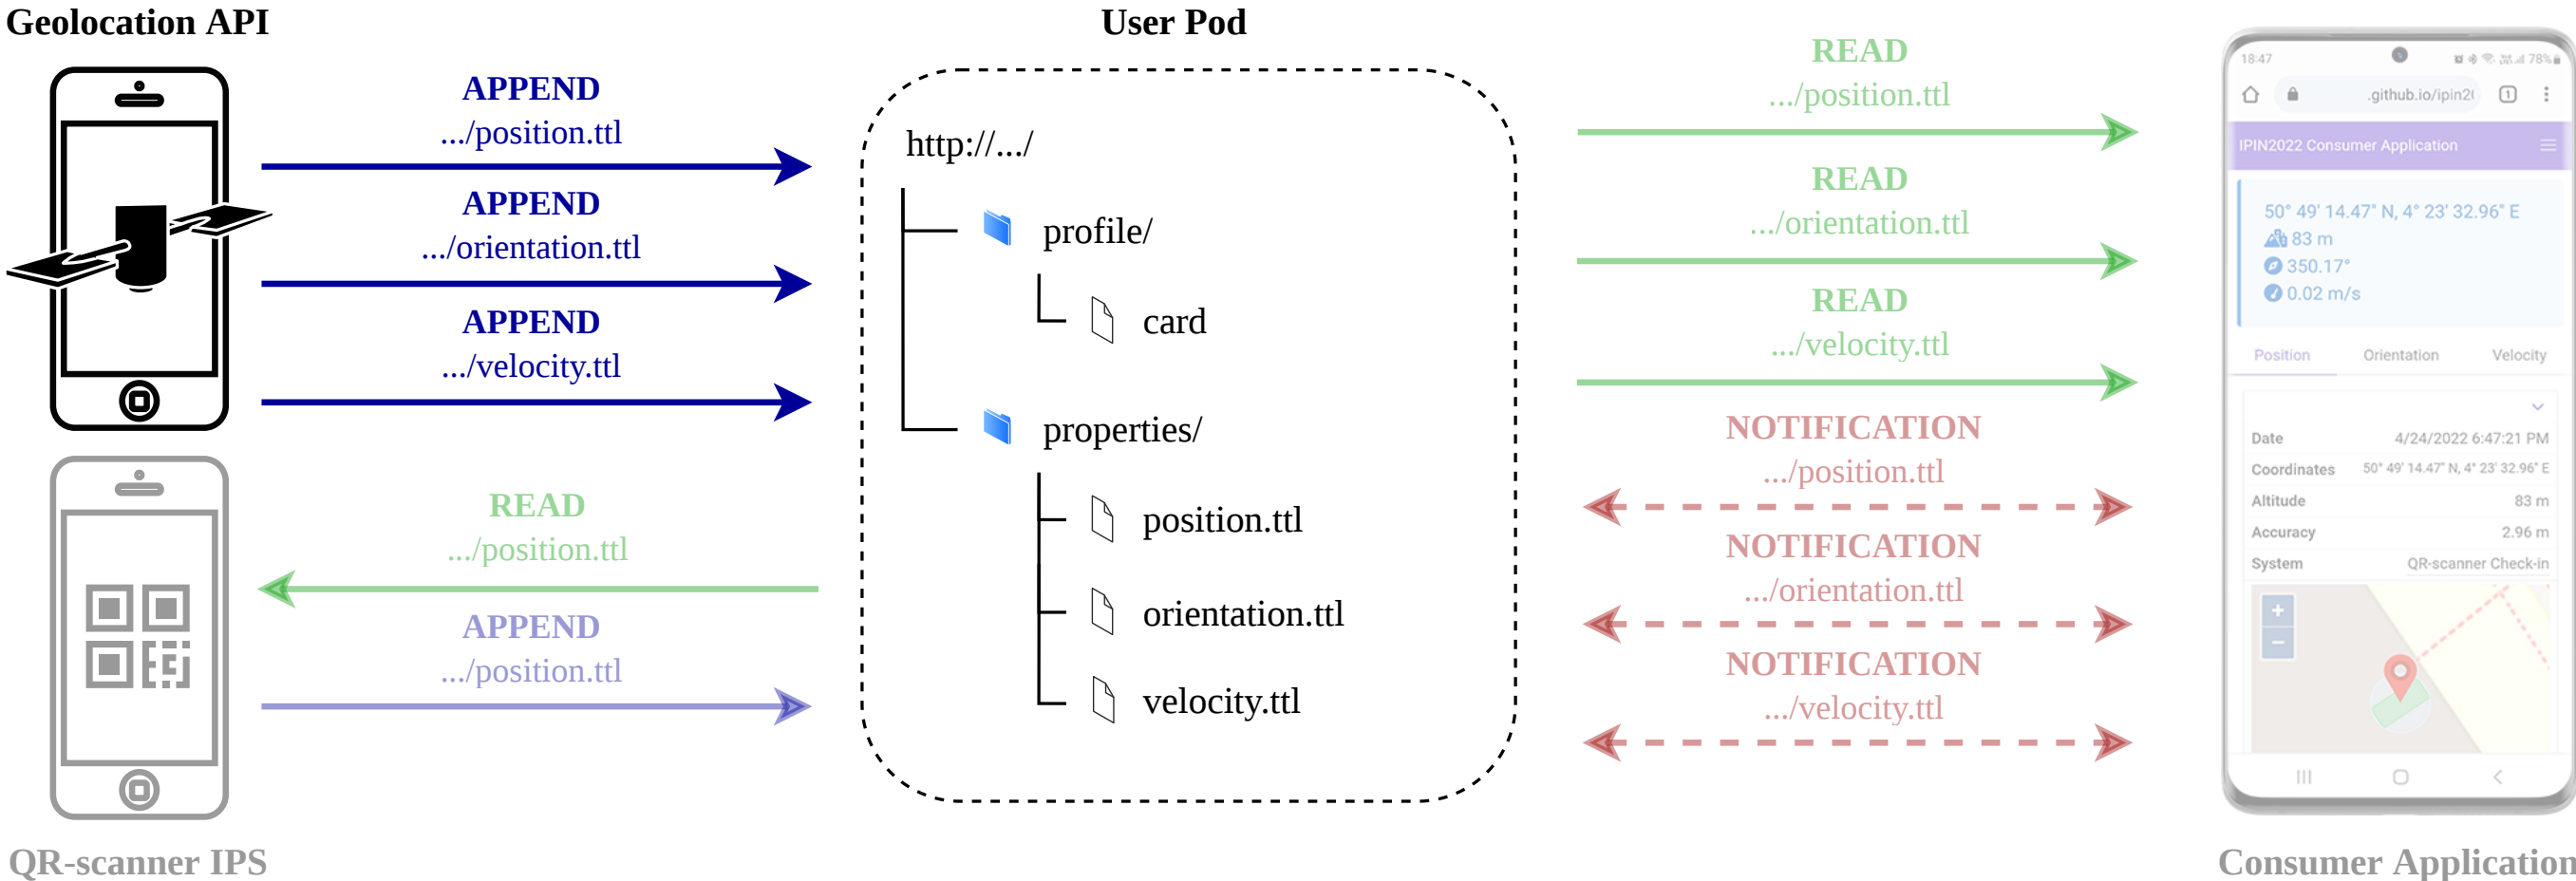 Geolocation API
APPEND
.../position.ttl
APPEND
.../orientation.ttl
APPEND
.../velocity.ttl
READ
.../position.ttl
APPEND
.../position.ttl
QR-scanner IPS
User Pod
http://.../
profile/
card
properties/
position.ttl
orientation.ttl
velocity.ttl
READ
.../position.ttl
READ
.../orientation.ttl
READ
.../velocity.ttl
NOTIFICATION
.../position.ttl
NOTIFICATION
.../orientation.ttl
NOTIFICATION
.../velocity.ttl
18:47 78%
.github.io/ipin2( 1
IPIN2022 Consumer Application
50° 49' 14.47" N, 4° 23' 32.96" E
83 m
350.17°
0.02 m/s
Position Orientation Velocity
Date 4/24/2022 6:47:21 PM
Coordinates 50° 49' 14.47" N, 4° 23' 32.96" E
Altitude 83 m
Accuracy 2.96 m
System QR-scanner Check-in
+
−
Consumer Application